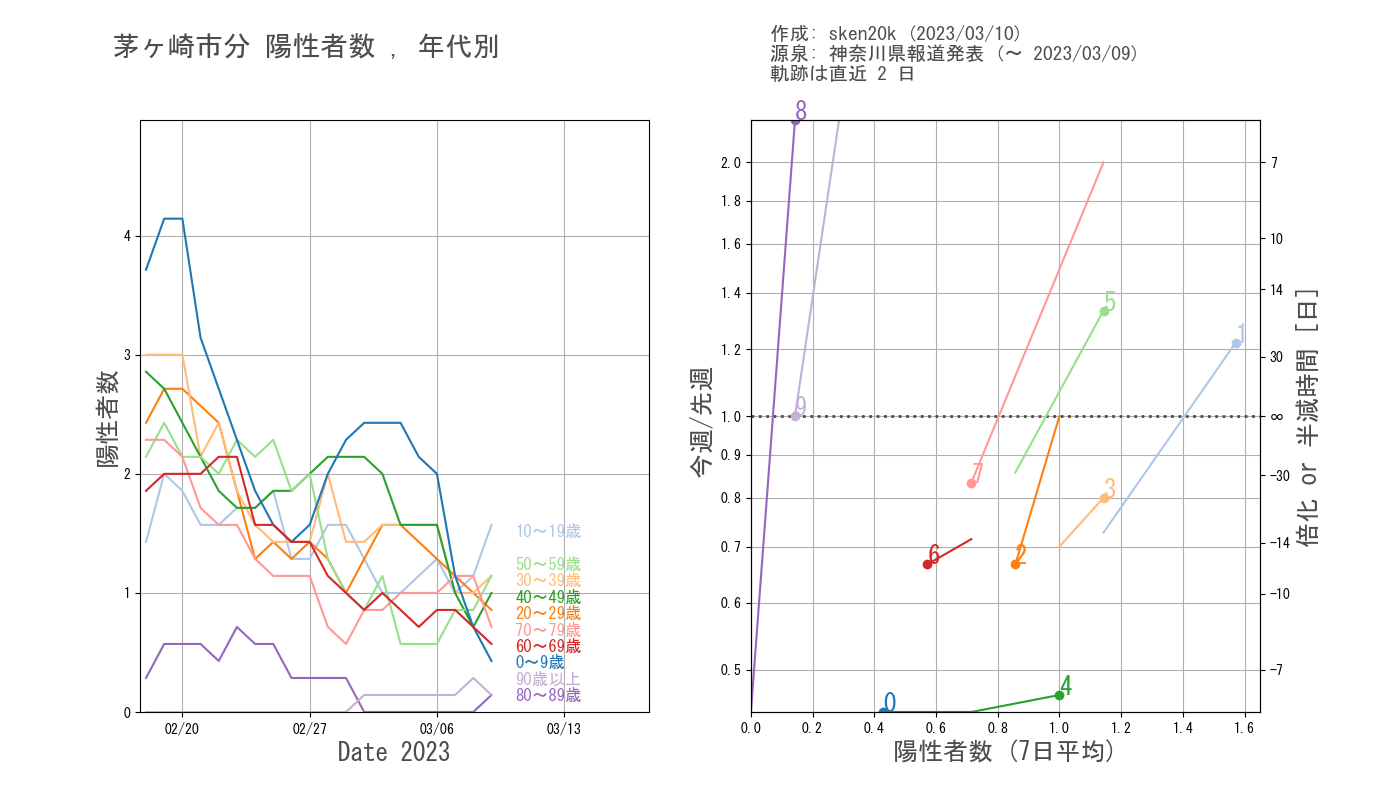 茅ヶ崎市分 陽性者数 , 年代別
作成: sken20k (2023/03/10)
源泉: 神奈川県報道発表 (〜 2023/03/09)
軌跡は直近 2 日
陽性者数
4
3
2
1
0
02/20
02/27
03/06
03/13
Date 2023
10〜19歳
50〜59歳
30〜39歳
40〜49歳
20〜29歳
70〜79歳
60〜69歳
0〜9歳
90歳以上
80〜89歳
今週/先週
2.0
1.8
1.6
1.4
1.2
1.0
0.9
0.8
0.7
0.6
0.5
8
5
1
9
7
3
6
2
4
0
0.0
0.2
0.4
0.6
0.8
1.0
1.2
1.4
1.6
陽性者数 (7日平均)
7
10
14
30
∞
−30
−14
−10
−7
倍化 or 半減時間 [日]